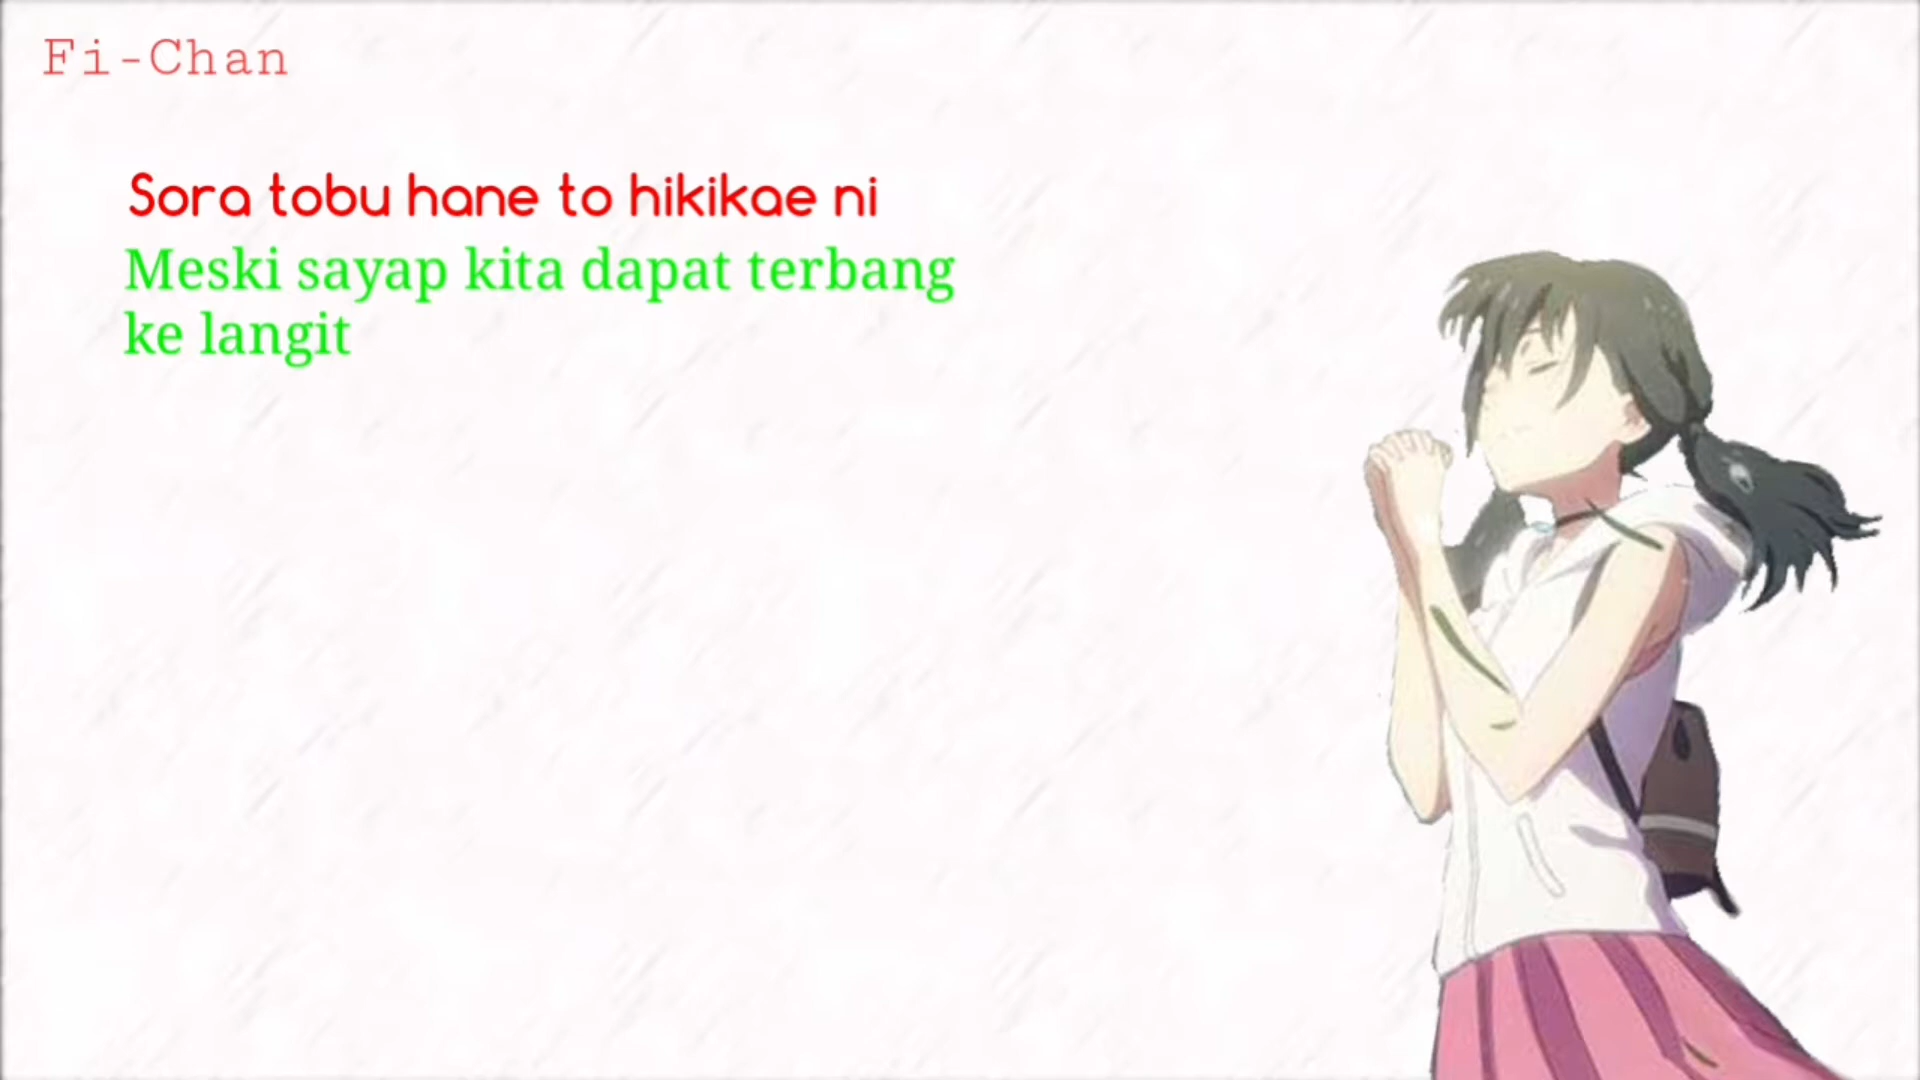 Fi-Chan
Sora tobu hane to hikikae ni
Meski sayap kita dapat terbang
ke langit